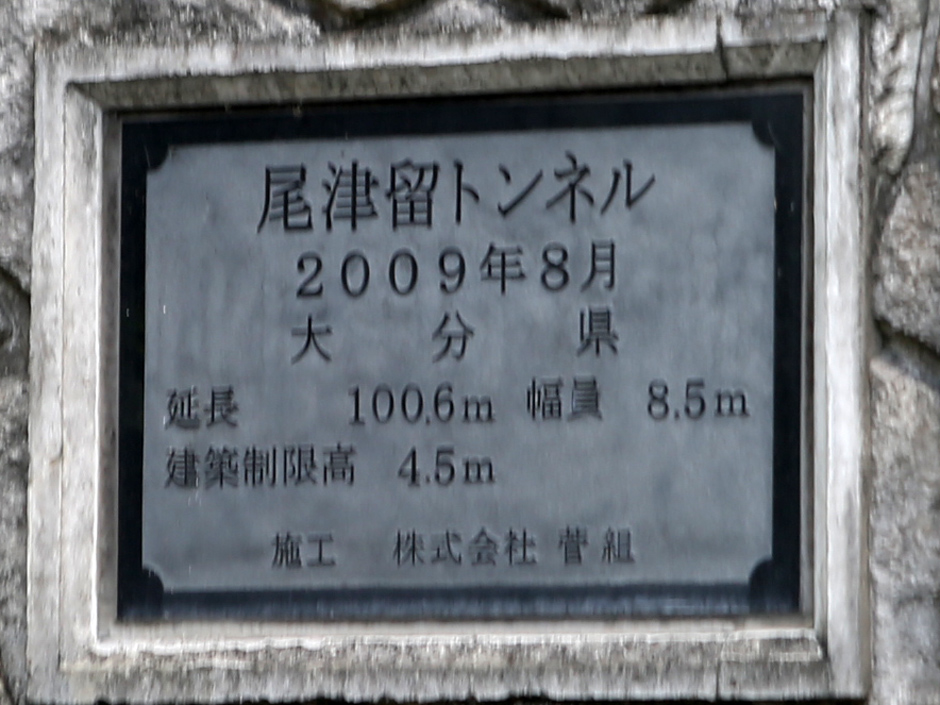 尾津留トンネル
2009年8月
大分県
延長 100.6m 幅員 8.5m
建築制限高 4.5m
施工 株式会社 菅組